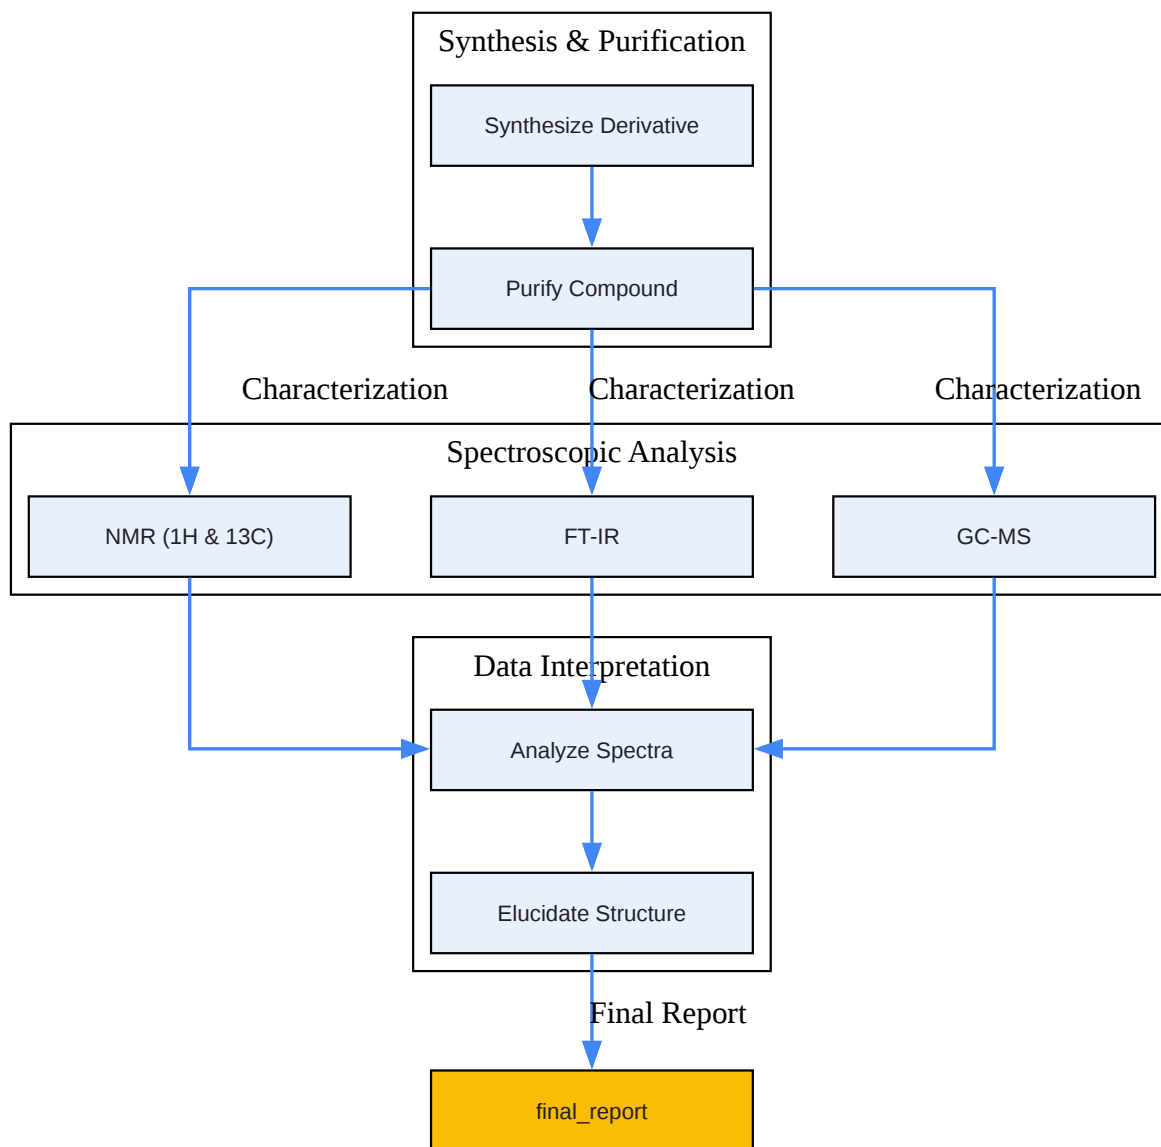 Synthesis & Purification
Synthesize Derivative
Purify Compound
Characterization
Characterization
Characterization
Spectroscopic Analysis
NMR (1H & 13C)
FT-IR
GC-MS
Data Interpretation
Analyze Spectra
Elucidate Structure
Final Report
final_report